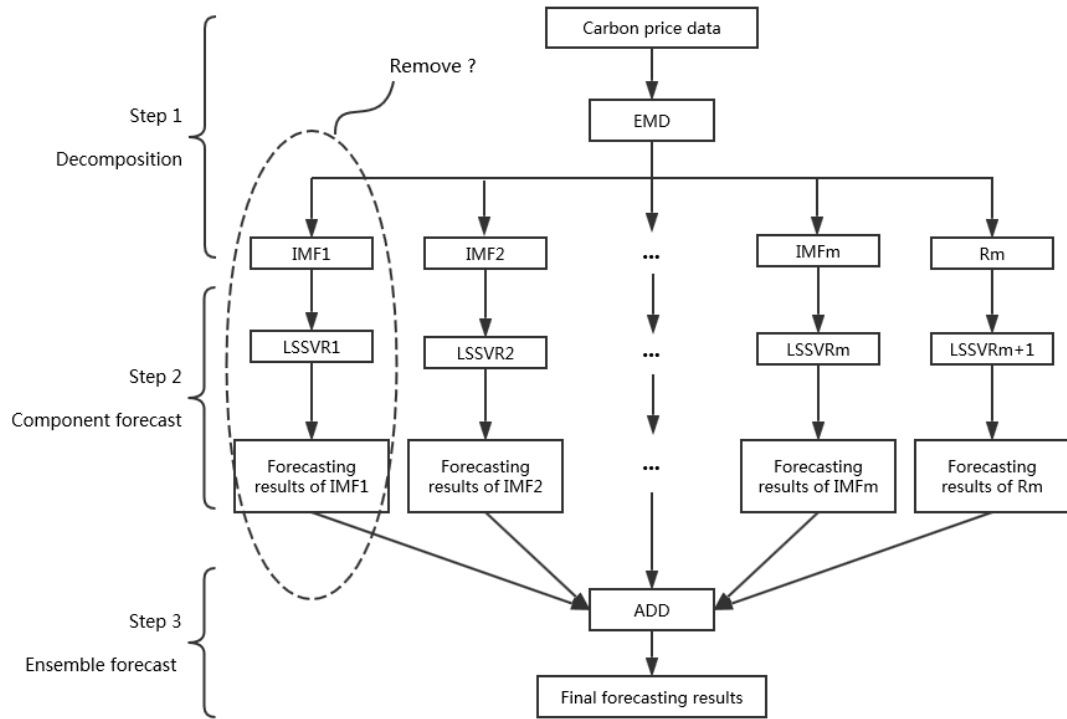 Carbon price data
Remove ?
Step 1
Decomposition
EMD
IMF1
IMF2
...
IMFm
Rm
LSSVR1
LSSVR2
...
LSSVRm
LSSVRm+1
Step 2
Component forecast
Forecasting
results of IMF1
Forecasting
results of IMF2
...
Forecasting
results of IMFm
Forecasting
results of Rm
Step 3
Ensemble forecast
ADD
Final forecasting results